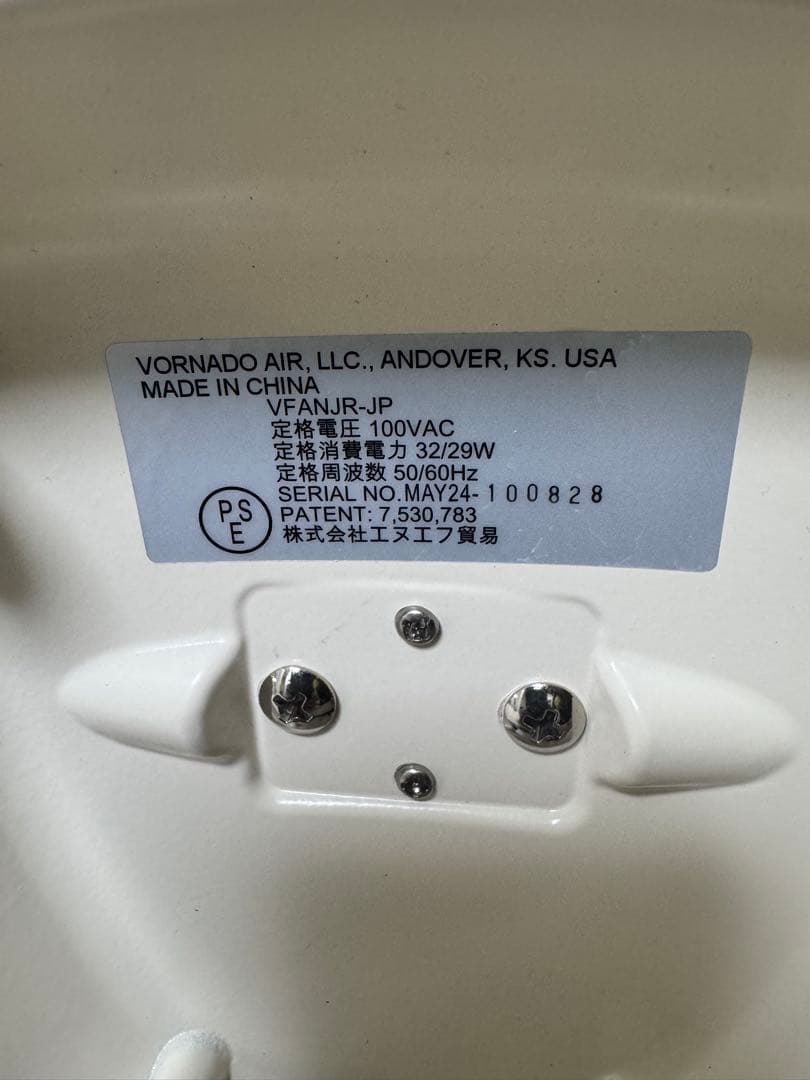 VORNADO AIR, LLC., ANDOVER, KS. USA
MADE IN CHINA
VFANJR-JP
定格電圧 100VAC
定格消費電力 32/29W
定格周波数 50/60Hz
SERIAL NO.MAY24-100828
PATENT: 7,530,783
株式会社エヌエフ貿易
PS
E